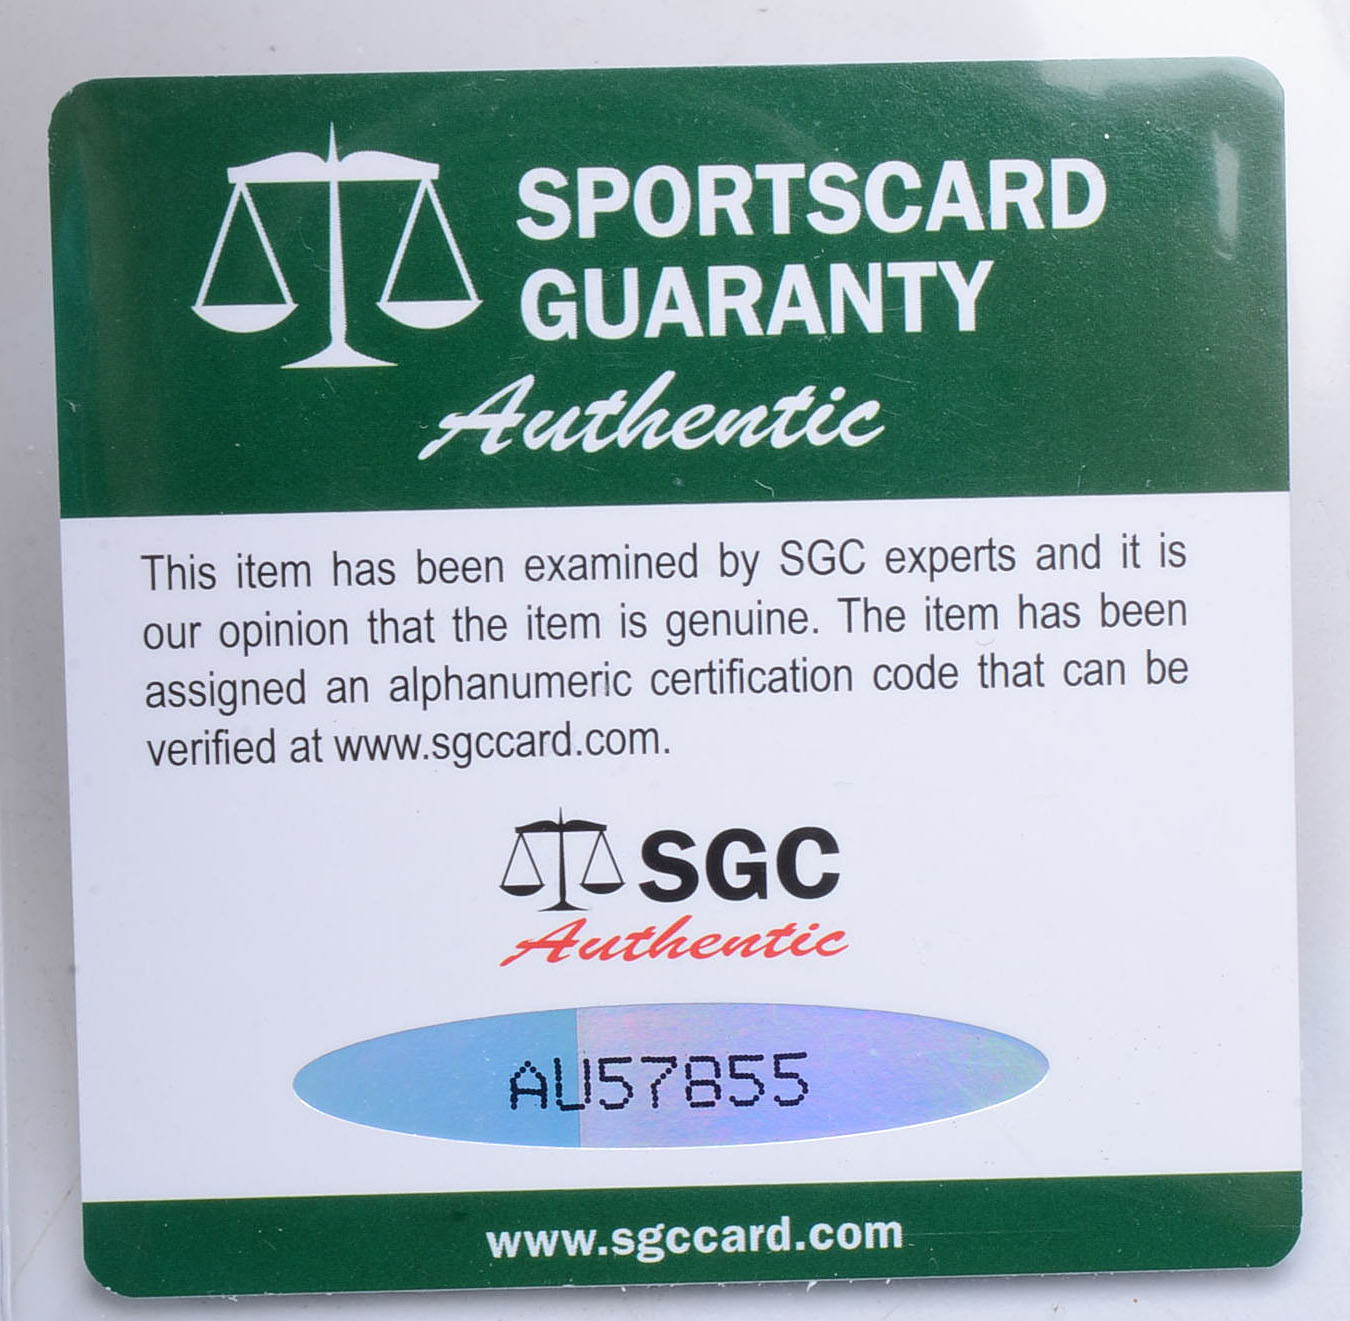 SPORTSCARD
GUARANTY
Authentic
This item has been examined by SGC experts and it is
our opinion that the item is genuine. The item has been
assigned an alphanumeric certification code that can be
verified at www.sgccard.com.
SGC
Authentic
AU57855
www.sgccard.com